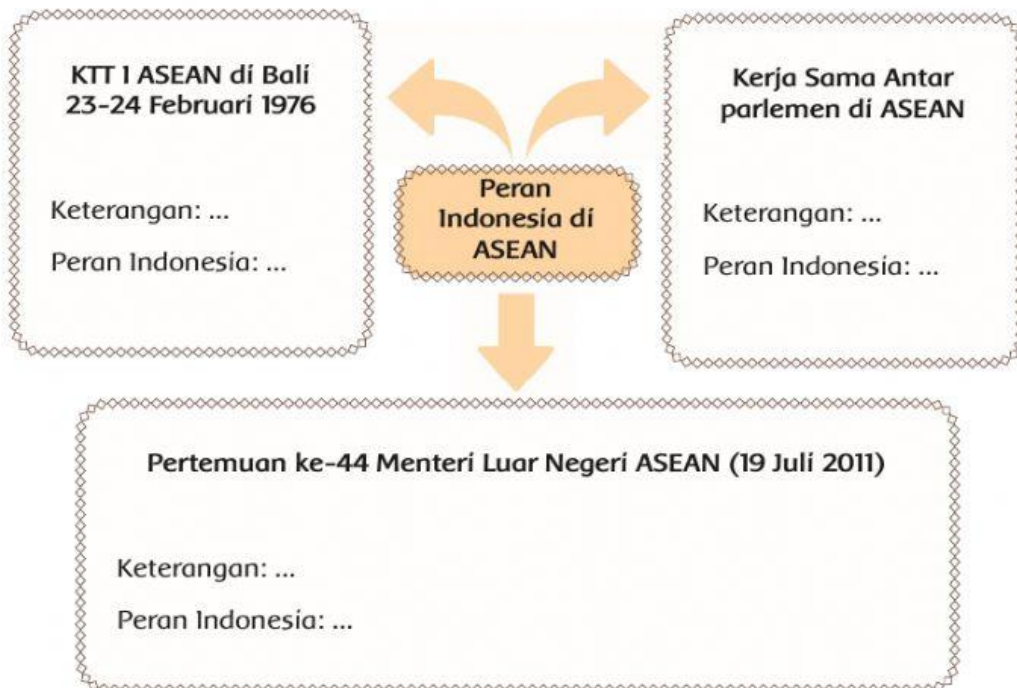 KTT I ASEAN di Bali
23-24 Februari 1976
Keterangan: ...
Peran Indonesia: ...
Peran
Indonesia di
ASEAN
Kerja Sama Antar
parlemen di ASEAN
Keterangan: ...
Peran Indonesia: ...
Pertemuan ke-44 Menteri Luar Negeri ASEAN (19 Juli 2011)
Keterangan: ...
Peran Indonesia: ...